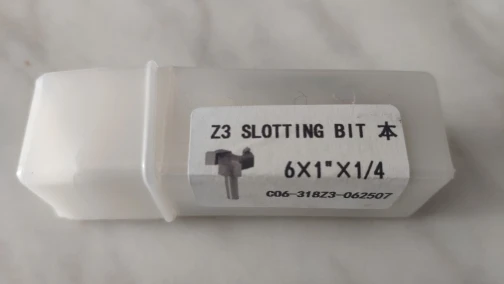 Z3 SLOTTING BIT 本
6X1"X1/4
C06-318Z3-062507